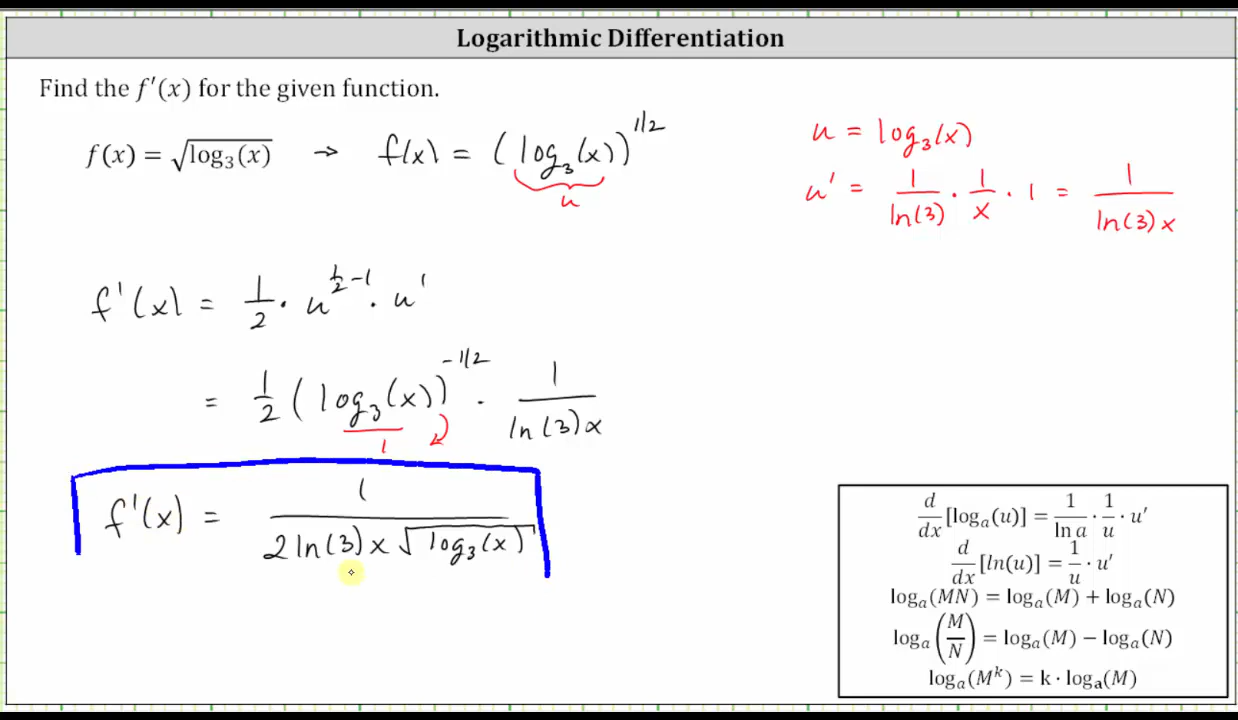 Logarithmic Differentiation
Find the f′(x) for the given function.
f(x) = √log₃(x) → f(x) = (log₃(x))^1/2
u
u = log₃(x)
u′ = 1/ln(3) · 1/x · 1 = 1/ln(3)x
f′(x) = 1/2 · u^(1/2 −1) · u′
= 1/2 (log₃(x))^−1/2 · 1/ln(3)x
1
f′(x) = 1/2ln(3)x√log₃(x)
d/dx [logₐ(u)] = 1/ln a · 1/u · u′
d/dx [ln(u)] = 1/u · u′
logₐ(MN) = logₐ(M) + logₐ(N)
logₐ(M/N) = logₐ(M) − logₐ(N)
logₐ(Mᵏ) = k · logₐ(M)